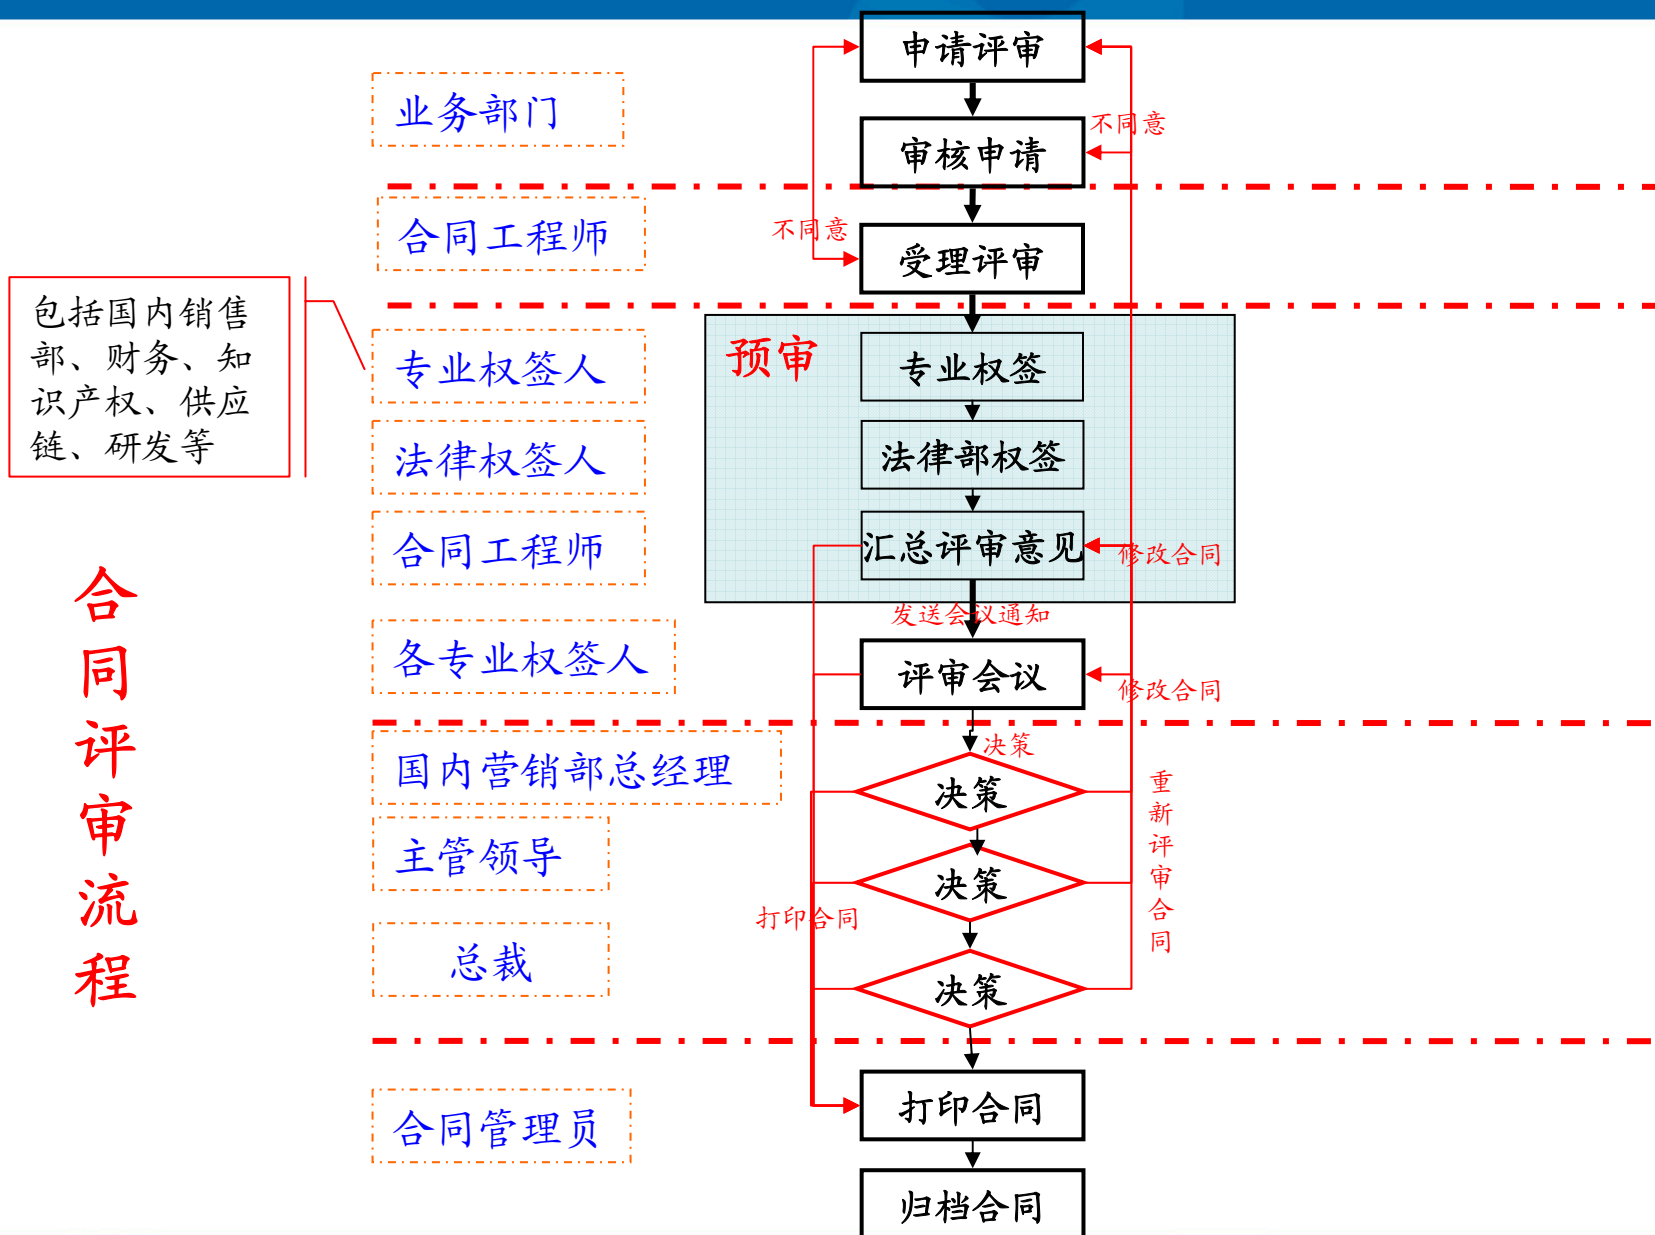 申请评审
业务部门
不同意
审核申请
合同工程师
不同意
受理评审
包括国内销售
部、财务、知
识产权、供应
链、研发等
预审
专业权签人
专业权签
法律权签人
法律部权签
合同工程师
汇总评审意见
修改合同
发送会议通知
各专业权签人
评审会议
修改合同
合
同
评
审
流
程
决策
国内营销部总经理
决策
重
新
评
审
合
同
主管领导
决策
打印合同
总裁
决策
合同管理员
打印合同
归档合同